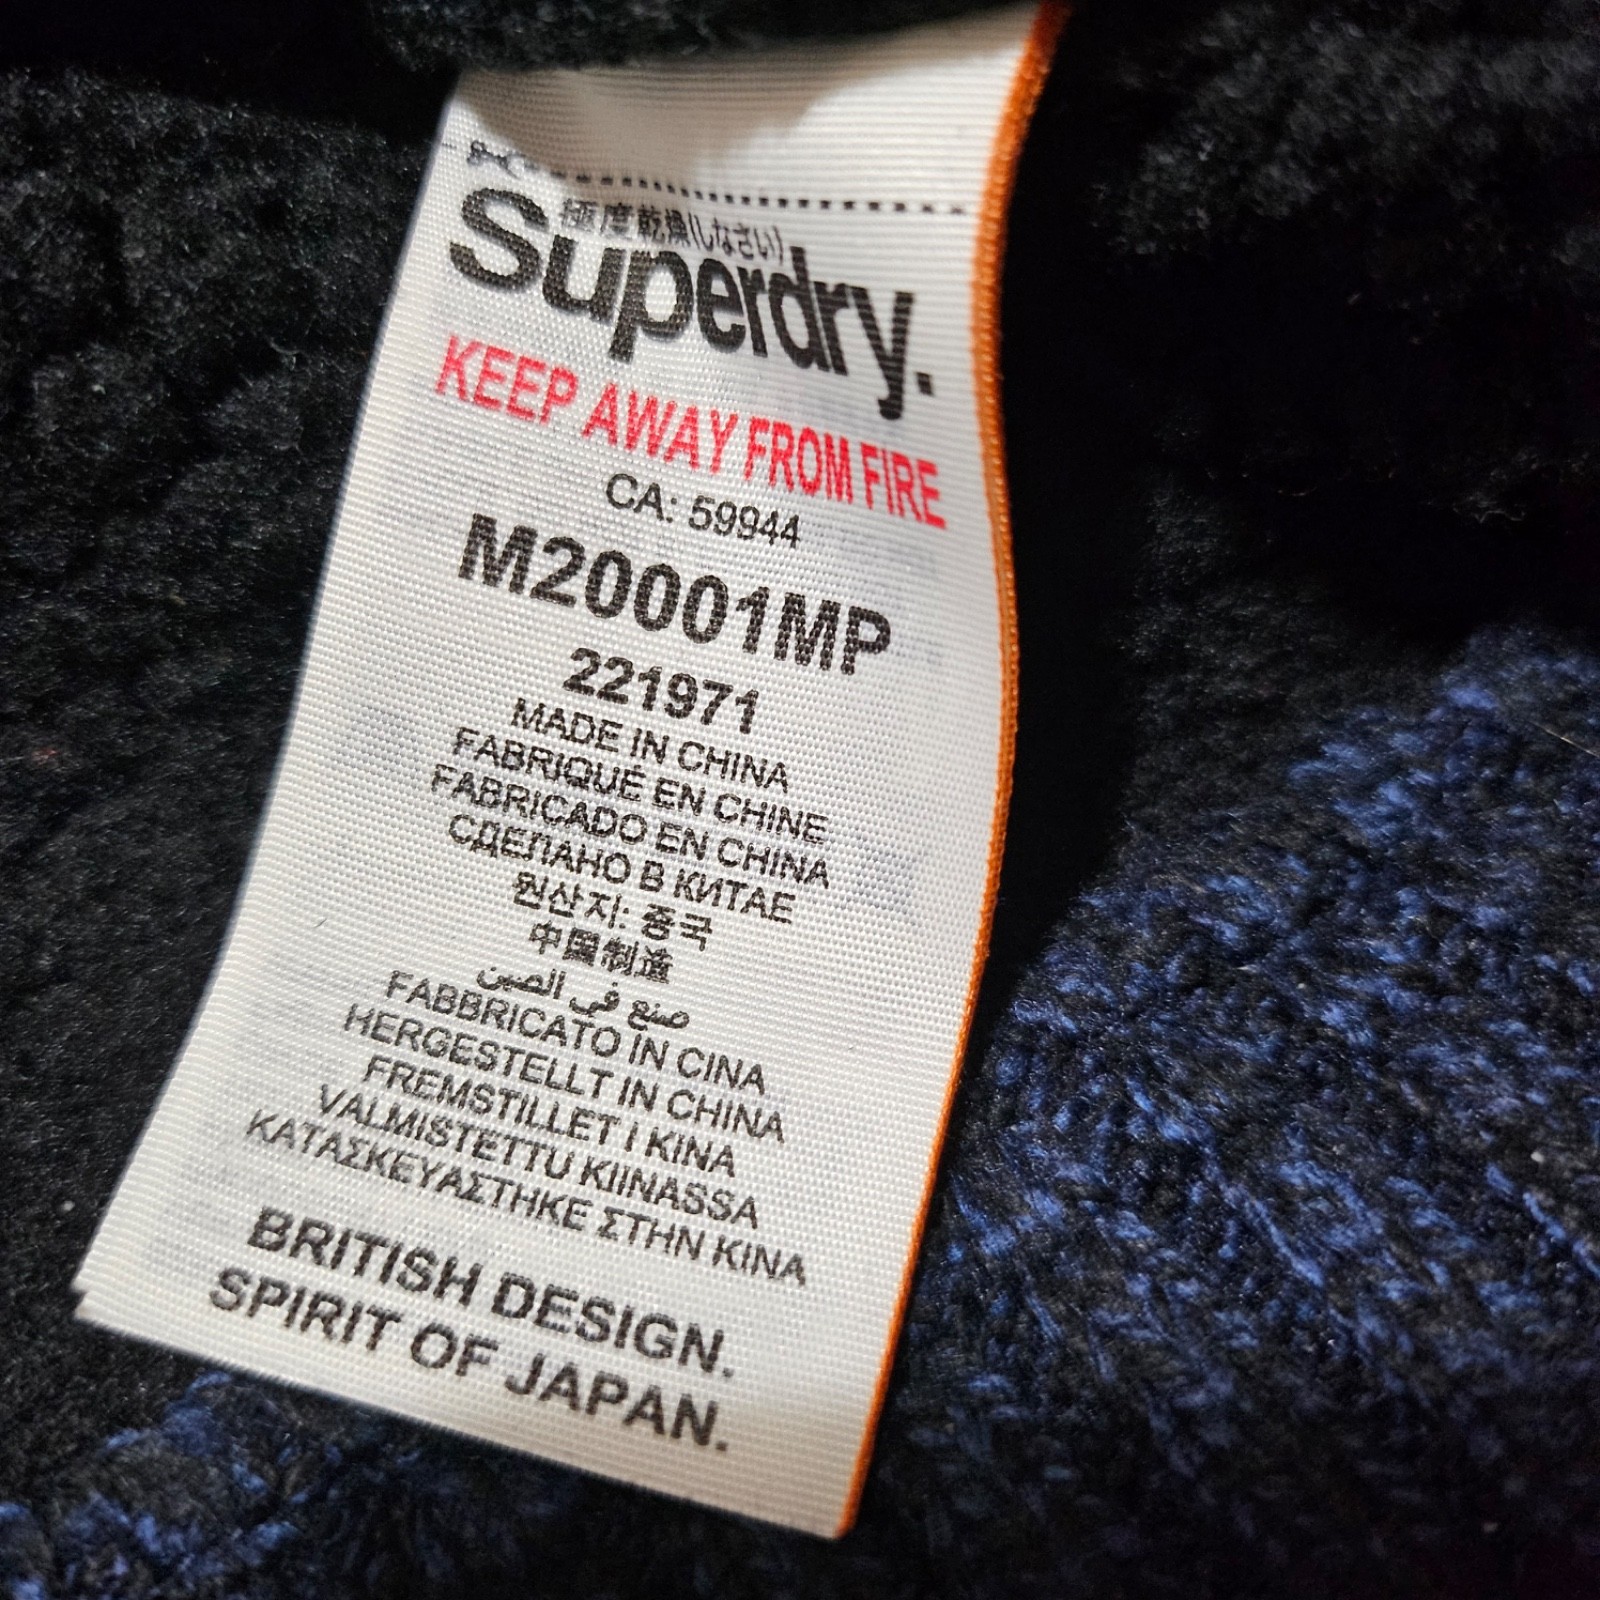 極度乾燥(しなさい)
Superdry.
KEEP AWAY FROM FIRE
CA: 59944
M20001MP
221971
MADE IN CHINA
FABRIQUÉ EN CHINE
FABRICADO EN CHINA
СДЕЛАНО В КИТАЕ
원산지: 중국
中国制造
صنع في الصين
FABBRICATO IN CINA
HERGESTELLT IN CHINA
FREMSTILLET I KINA
VALMISTETTU KIINASSA
ΚΑΤΑΣΚΕΥΑΣΤΗΚΕ ΣΤΗΝ ΚΙΝΑ
BRITISH DESIGN.
SPIRIT OF JAPAN.